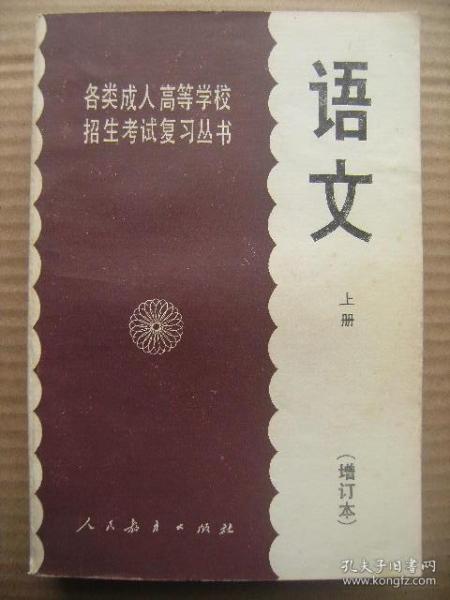 各类成人高等学校
招生考试复习丛书
语文
上册
(增订本)
人民教育出版社
孔夫子旧书网
www.kongfz.com